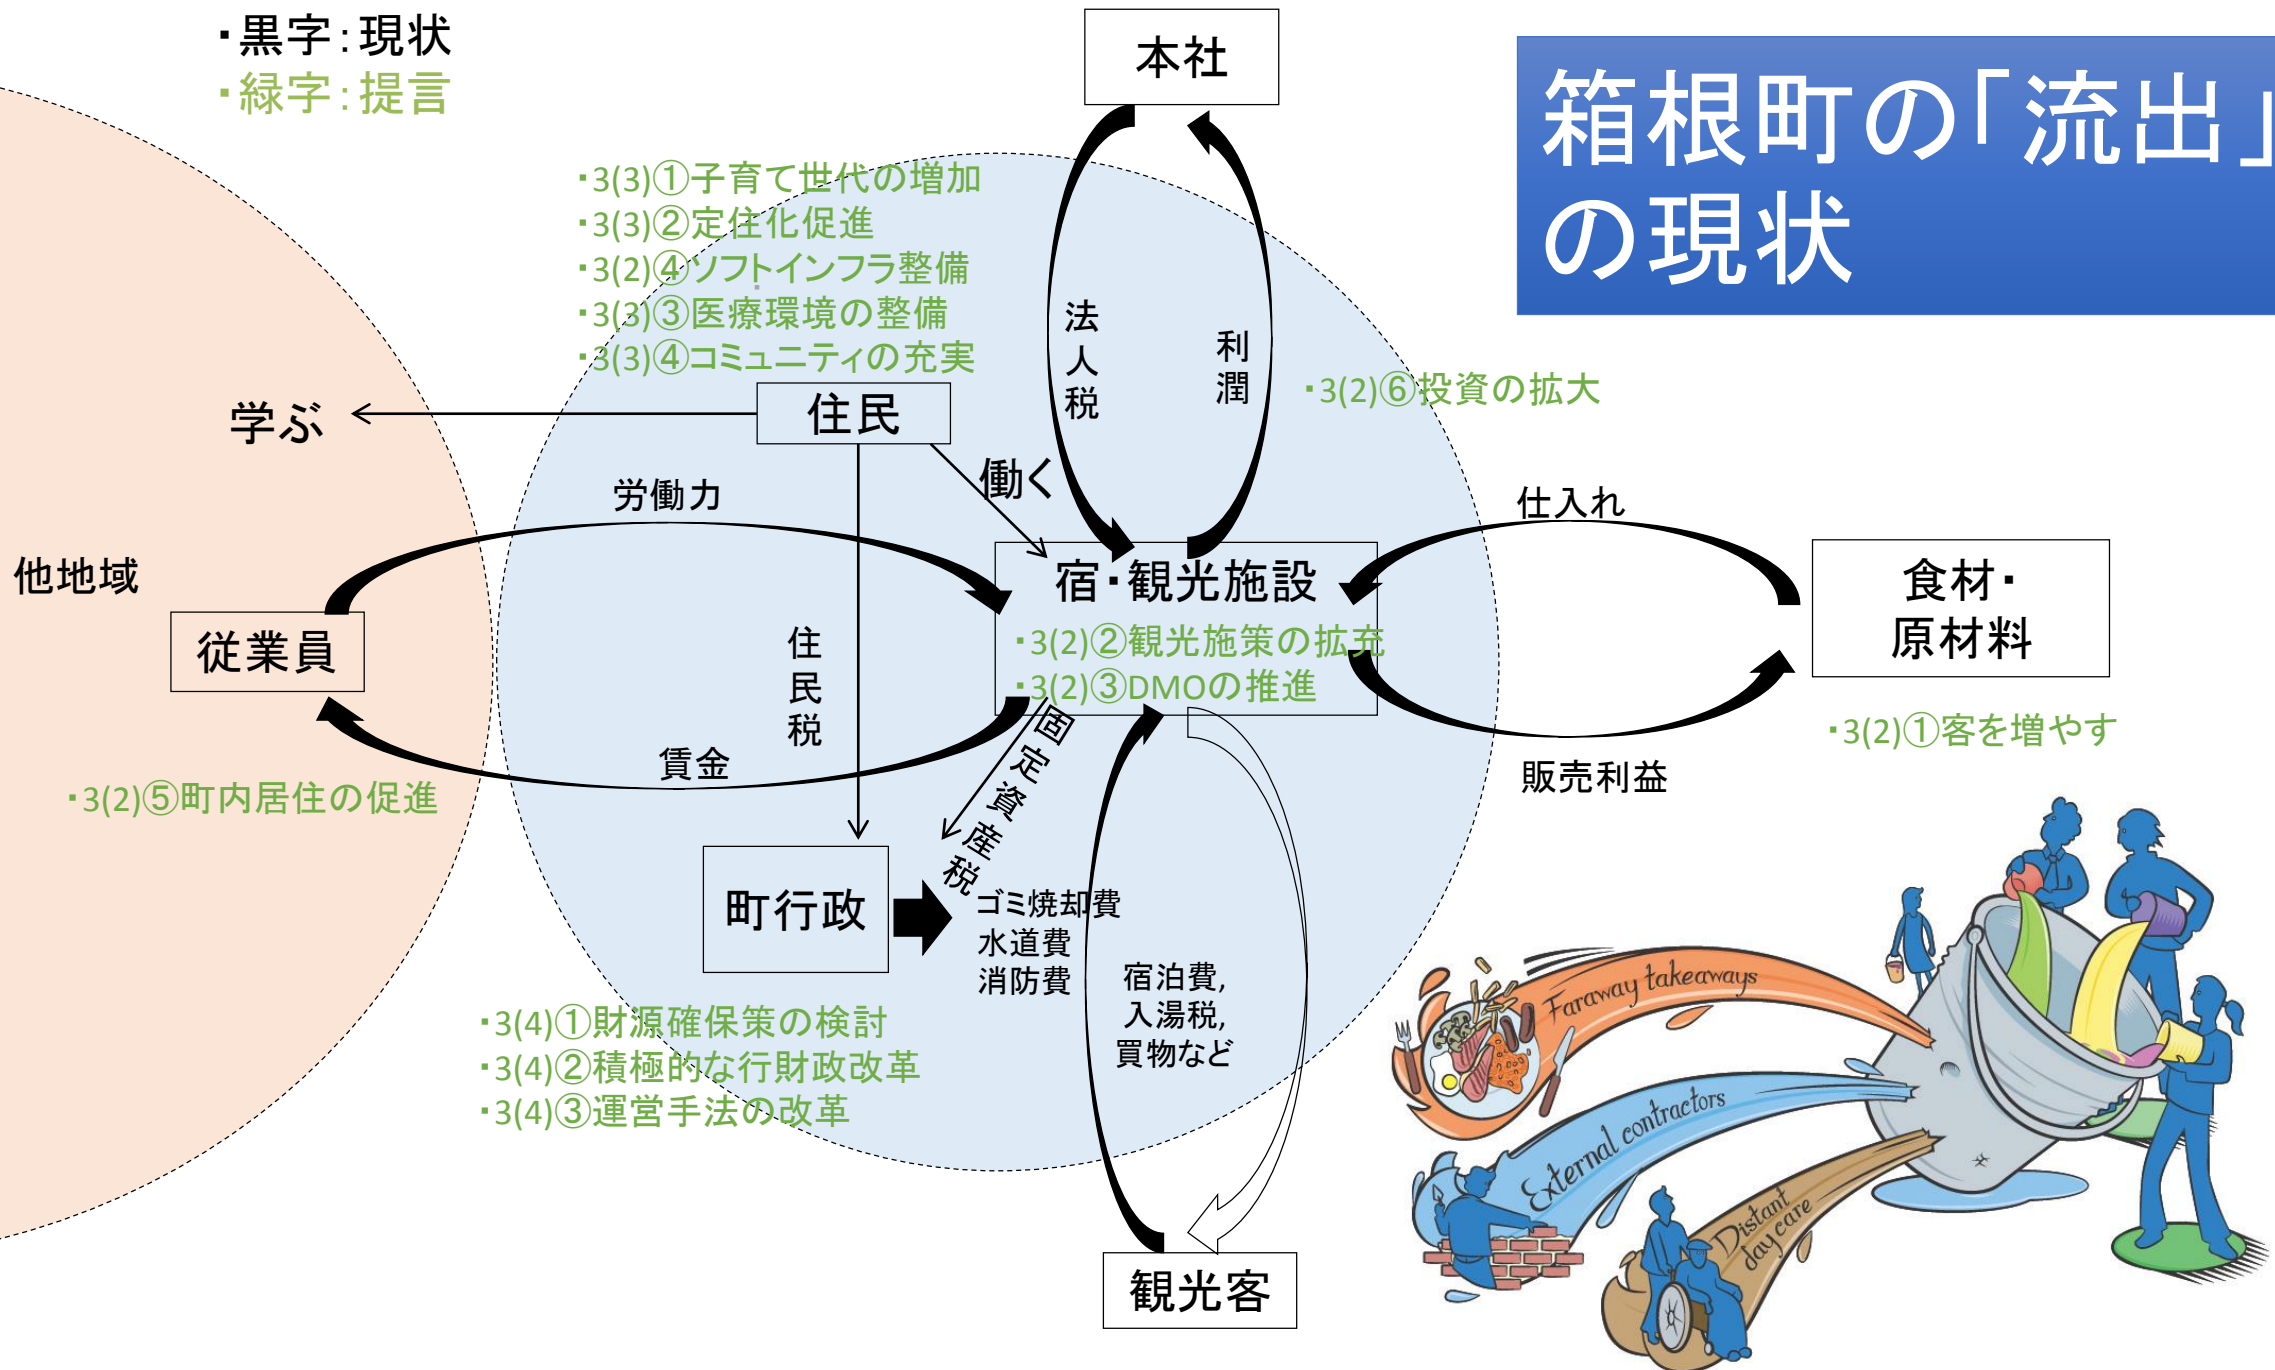 ・黒字:現状
・緑字:提言
本社
箱根町の「流出」
の現状
・3(3)①子育て世代の増加
・3(3)②定住化促進
・3(2)④ソフトインフラ整備
・3(3)③医療環境の整備
・3(3)④コミュニティの充実
法人税
利潤
・3(2)⑥投資の拡大
学ぶ
住民
働く
労働力
仕入れ
他地域
従業員
宿・観光施設
・3(2)②観光施策の拡充
・3(2)③DMOの推進
食材・
原材料
住民税
固定資産税
・3(2)①客を増やす
賃金
販売利益
・3(2)⑤町内居住の促進
町行政
ゴミ焼却費
水道費
消防費
宿泊費,
入湯税,
買物など
・3(4)①財源確保策の検討
・3(4)②積極的な行財政改革
・3(4)③運営手法の改革
観光客
Faraway takeaways
External contractors
Distant
day care